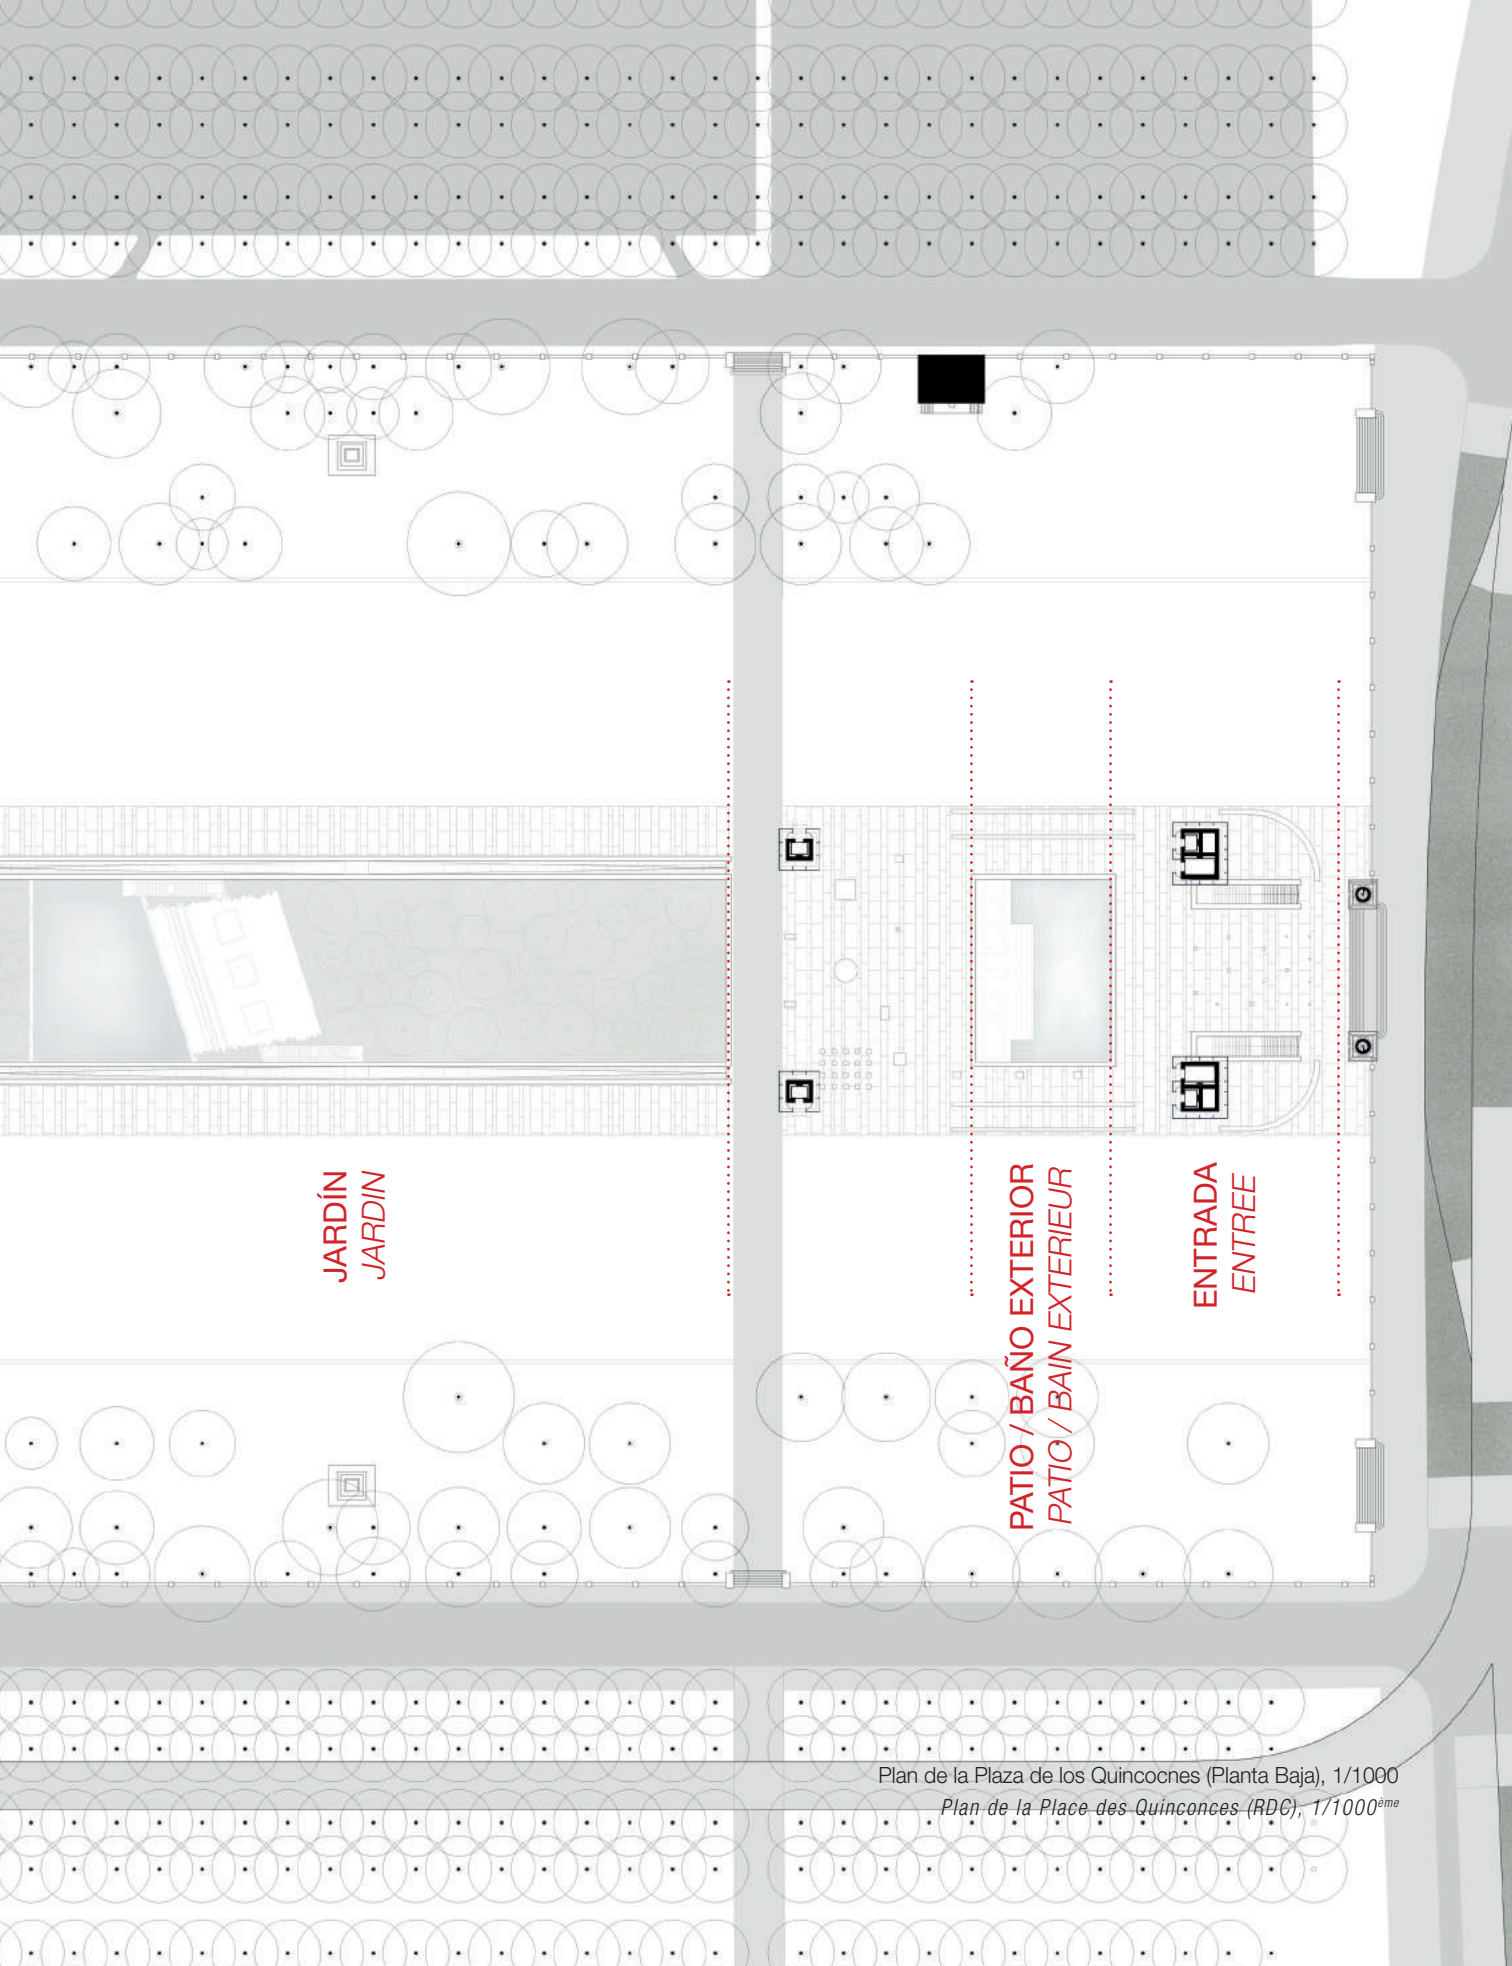 JARDÍN
JARDIN
PATIO / BAÑO EXTERIOR
PATIO / BAIN EXTERIEUR
ENTRADA
ENTREE
Plan de la Plaza de los Quincocnes (Planta Baja), 1/1000
Plan de la Place des Quinconces (RDC), 1/1000ème